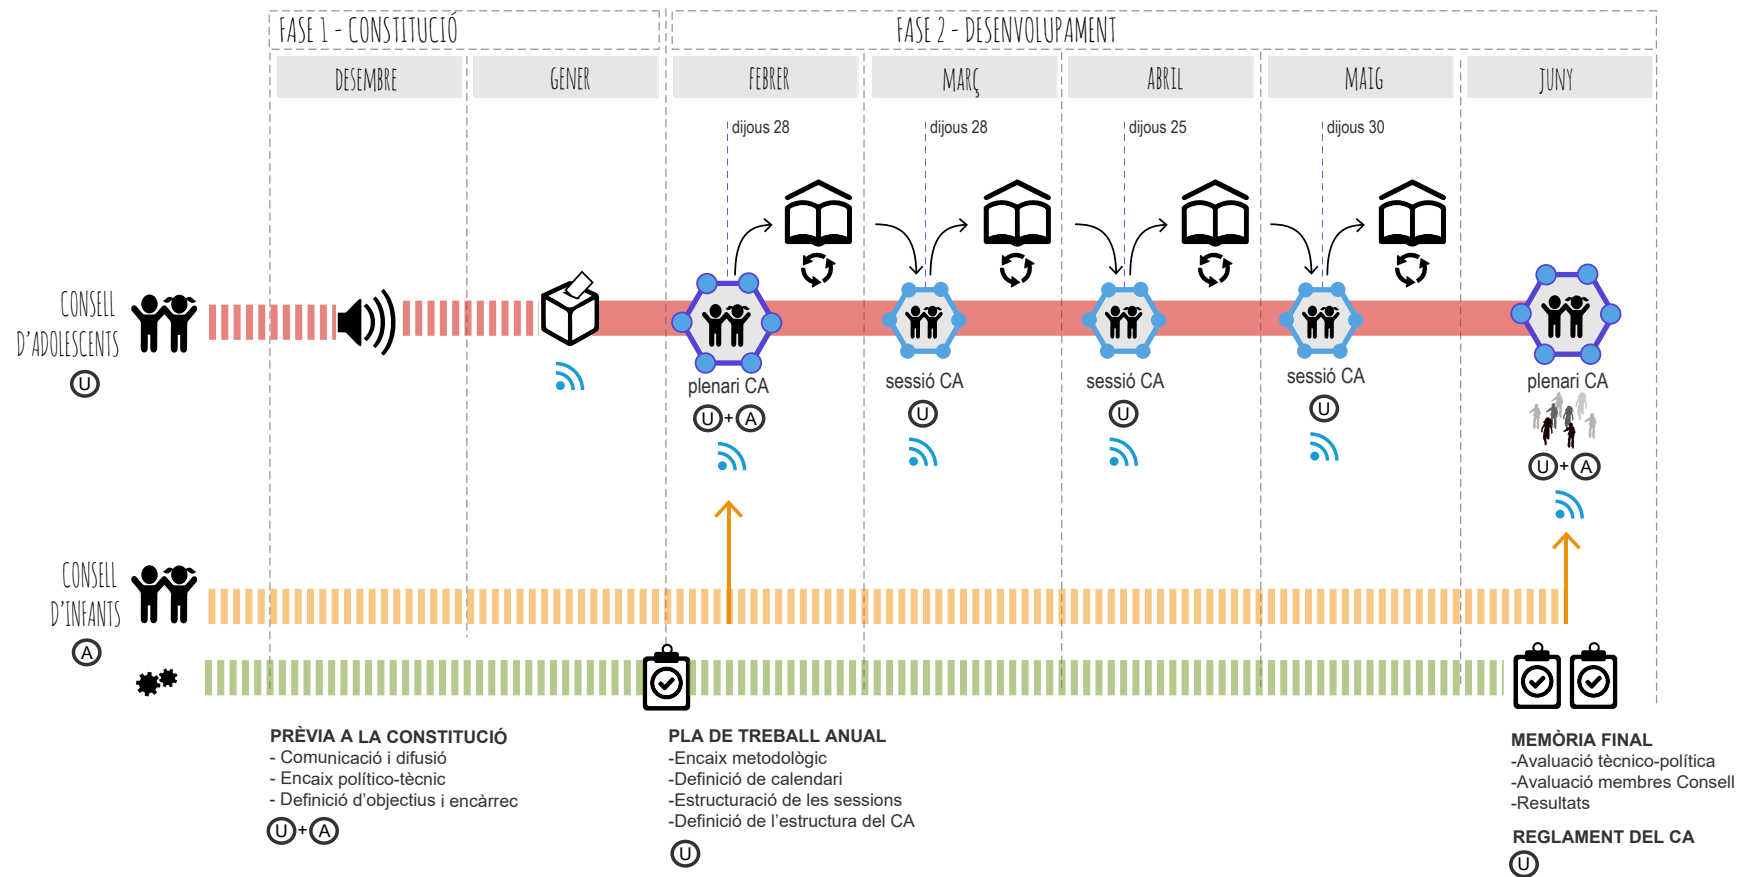 FASE 1 - CONSTITUCIÓ
FASE 2 - DESENVOLUPAMENT
DESEMBRE
GENER
FEBRER
MARÇ
ABRIL
MAIG
JUNY
dijous 28
dijous 28
dijous 25
dijous 30
CONSELL
D'ADOLESCENTS
U
plenari CA
U+A
sessió CA
U
sessió CA
U
sessió CA
U
plenari CA
U+A
CONSELL
D'INFANTS
A
PRÈVIA A LA CONSTITUCIÓ
- Comunicació i difusió
- Encaix político-tècnic
- Definició d’objectius i encàrrec
U+A
PLA DE TREBALL ANUAL
-Encaix metodològic
-Definició de calendari
-Estructuració de les sessions
-Definició de l’estructura del CA
U
MEMÒRIA FINAL
-Avaluació tècnico-política
-Avaluació membres Consell
-Resultats
REGLAMENT DEL CA
U